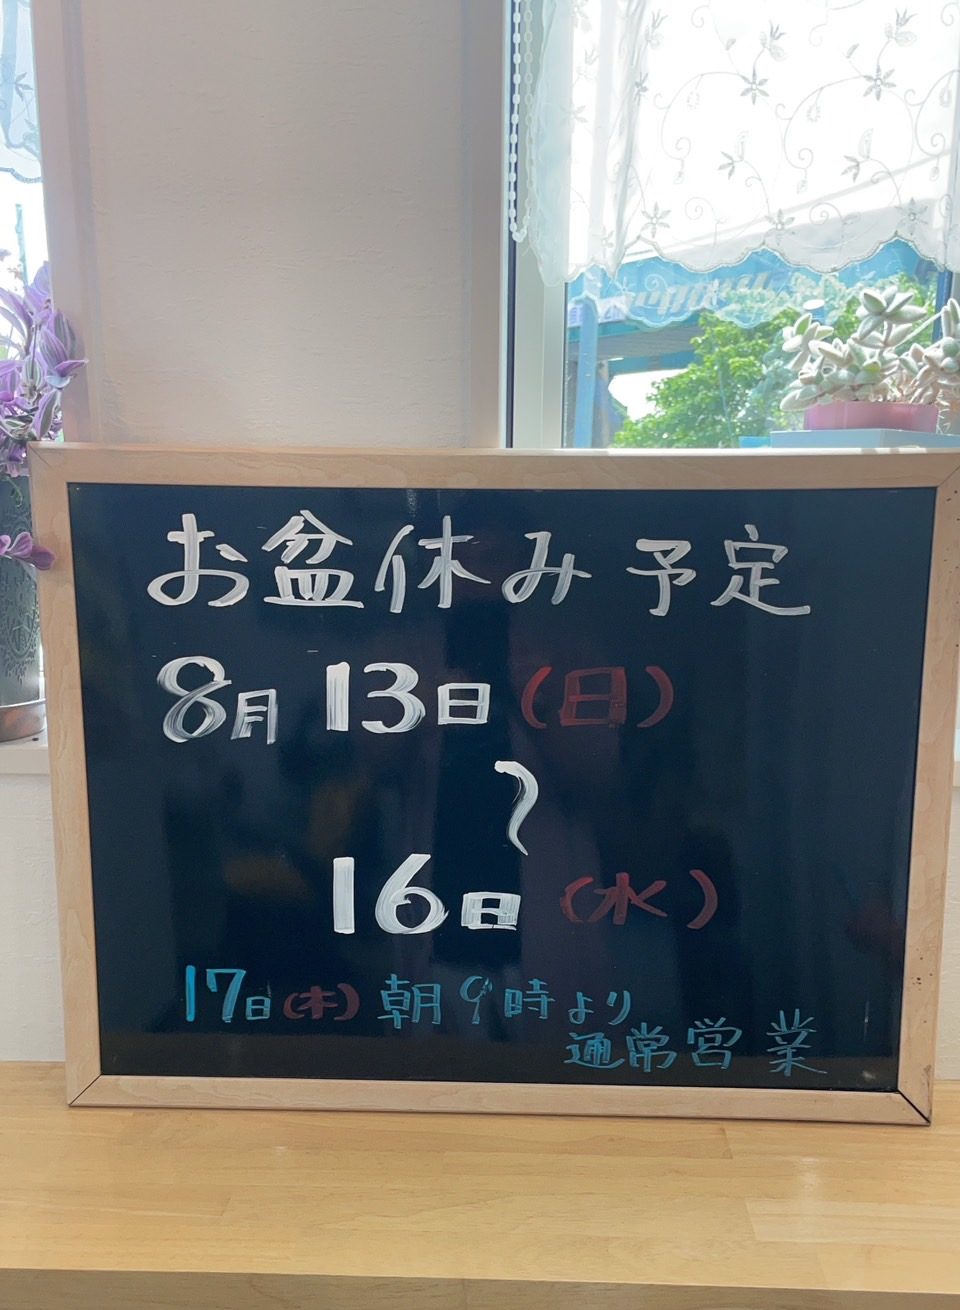 お盆休み予定
8月13日(日)
〜
16日(水)
17日(木)朝9時より
通常営業